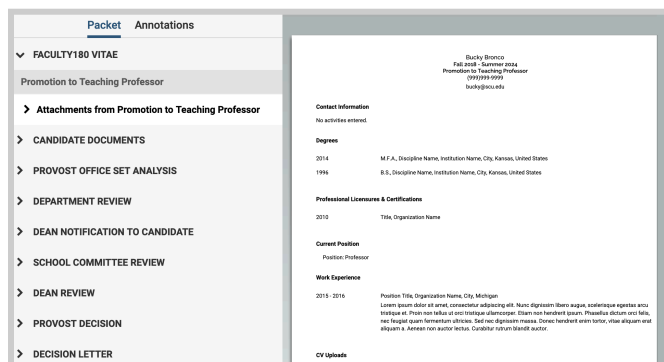 Packet Annotations
FACULTY180 VITAE
Promotion to Teaching Professor
Attachments from Promotion to Teaching Professor
CANDIDATE DOCUMENTS
PROVOST OFFICE SET ANALYSIS
DEPARTMENT REVIEW
DEAN NOTIFICATION TO CANDIDATE
SCHOOL COMMITTEE REVIEW
DEAN REVIEW
PROVOST DECISION
DECISION LETTER
Bucky Bronco
Fall 2018 - Summer 2024
Promotion to Teaching Professor
(999)999-9999
bucky@scu.edu
Contact Information
No activities entered.
Degrees
2014 M.F.A., Discipline Name, Institution Name, City, Kansas, United States
1996 B.S., Discipline Name, Institution Name, City, Kansas, United States
Professional Licensures & Certifications
2010 Title, Organization Name
Current Position
Position: Professor
Work Experience
2015 - 2016 Position Title, Organization Name, City, Michigan
Lorem ipsum dolor sit amet, consectetur adipiscing elit. Nunc dignissim libero augue, scelerisque egestas arcu
tristique et. Proin non tellus ut orci tristique ullamcorper. Etiam non hendrerit ipsum. Phasellus dictum orci felis,
nec feugiat quam fermentum ultricies. Sed nec dignissim massa. Donec hendrerit enim tortor, vitae aliquam erat
aliquam a. Aenean non auctor lectus. Curabitur rutrum blandit auctor.
CV Uploads